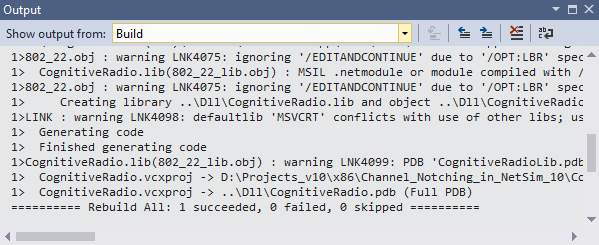 Output
Show output from: Build
1>802_22.obj : warning LNK4075: ignoring '/EDITANDCONTINUE' due to '/OPT:LBR' spec
1>  CognitiveRadio.lib(802_22_lib.obj) : MSIL .netmodule or module compiled with /
1>802_22.obj : warning LNK4075: ignoring '/EDITANDCONTINUE' due to '/OPT:LBR' spec
1>     Creating library ..\Dll\CognitiveRadio.lib and object ..\Dll\CognitiveRadio
1>LINK : warning LNK4098: defaultlib 'MSVCRT' conflicts with use of other libs; us
1>  Generating code
1>  Finished generating code
1>CognitiveRadio.lib(802_22_lib.obj) : warning LNK4099: PDB 'CognitiveRadioLib.pdb
1>  CognitiveRadio.vcxproj -> D:\Projects_v10\x86\Channel_Notching_in_NetSim_10\Co
1>  CognitiveRadio.vcxproj -> ..\Dll\CognitiveRadio.pdb (Full PDB)
========== Rebuild All: 1 succeeded, 0 failed, 0 skipped ==========